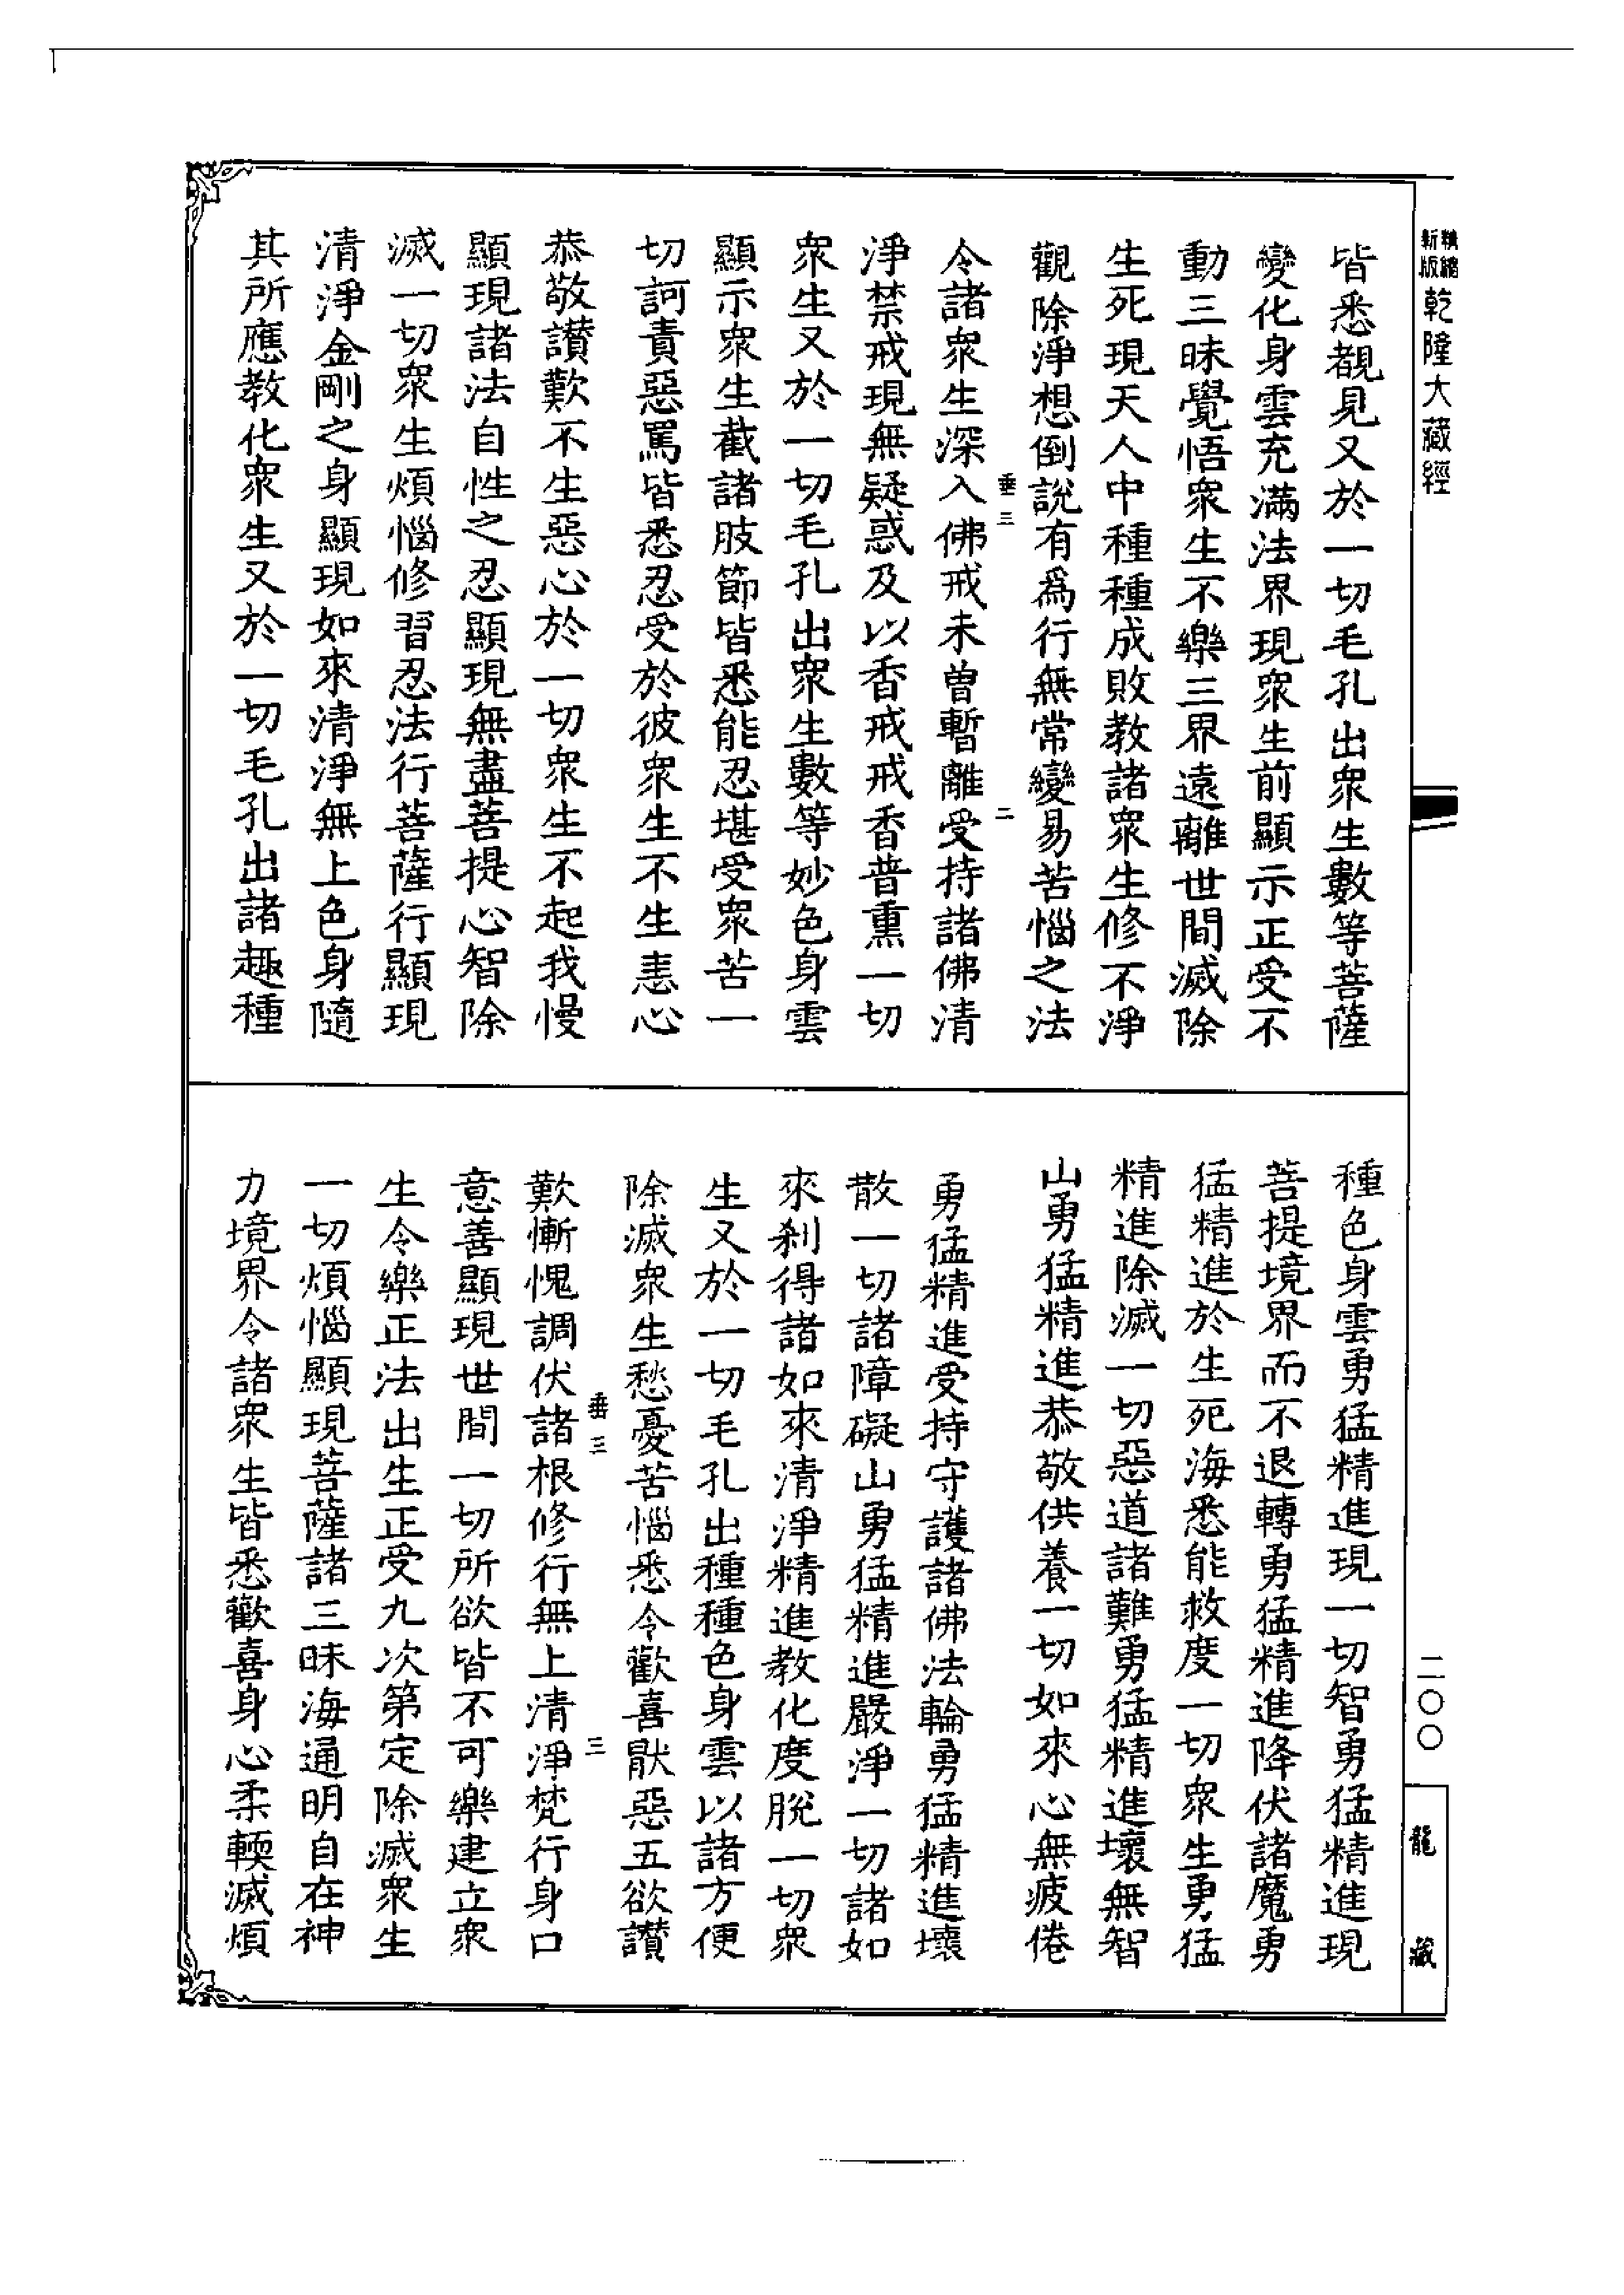 新版縮精乾隆大藏經
皆悉覩見又於一切毛孔出衆生數等菩薩
變化身雲充滿法界現衆生前顯示正受不
動三昧覺悟衆生不樂三界遠離世間滅除
生死現天人中種種成敗教諸衆生修不淨
觀除淨想倒說有爲行無常變易苦惱之法
垂三 二
令諸衆生深入佛戒未曾暫離受持諸佛清
淨禁戒現無疑惑及以香戒戒香普熏一切
衆生又於一切毛孔出衆生數等妙色身雲
顯示衆生截諸肢節皆悉能忍堪受衆苦一
切訶責惡罵皆悉忍受於彼衆生不生恚心
恭敬讃歎不生惡心於一切衆生不起我慢
顯現諸法自性之忍顯現無盡菩提心智除
滅一切衆生煩惱修習忍法行菩薩行顯現
清淨金剛之身顯現如來清淨無上色身隨
其所應教化衆生又於一切毛孔出諸趣種
種色身雲勇猛精進現一切智勇猛精進現
菩提境界而不退轉勇猛精進降伏諸魔勇
猛精進於生死海悉能救度一切衆生勇猛
精進除滅一切惡道諸難勇猛精進壞無智
山勇猛精進恭敬供養一切如來心無疲倦
勇猛精進受持守護諸佛法輪勇猛精進壞
散一切諸障礙山勇猛精進嚴淨一切諸如
來刹得諸如來清淨精進教化度脫一切衆
生又於一切毛孔出種種色身雲以諸方便
除滅衆生愁憂苦惱悉令歡喜猒惡五欲讃
垂三 三
歎慚愧調伏諸根修行無上清淨梵行身口
意善顯現世間一切所欲皆不可樂建立衆
生令樂正法出生正受九次第定除滅衆生
一切煩惱顯現菩薩諸三昧海通明自在神
力境界令諸衆生皆悉歡喜身心柔輭滅煩
二〇〇
龍藏